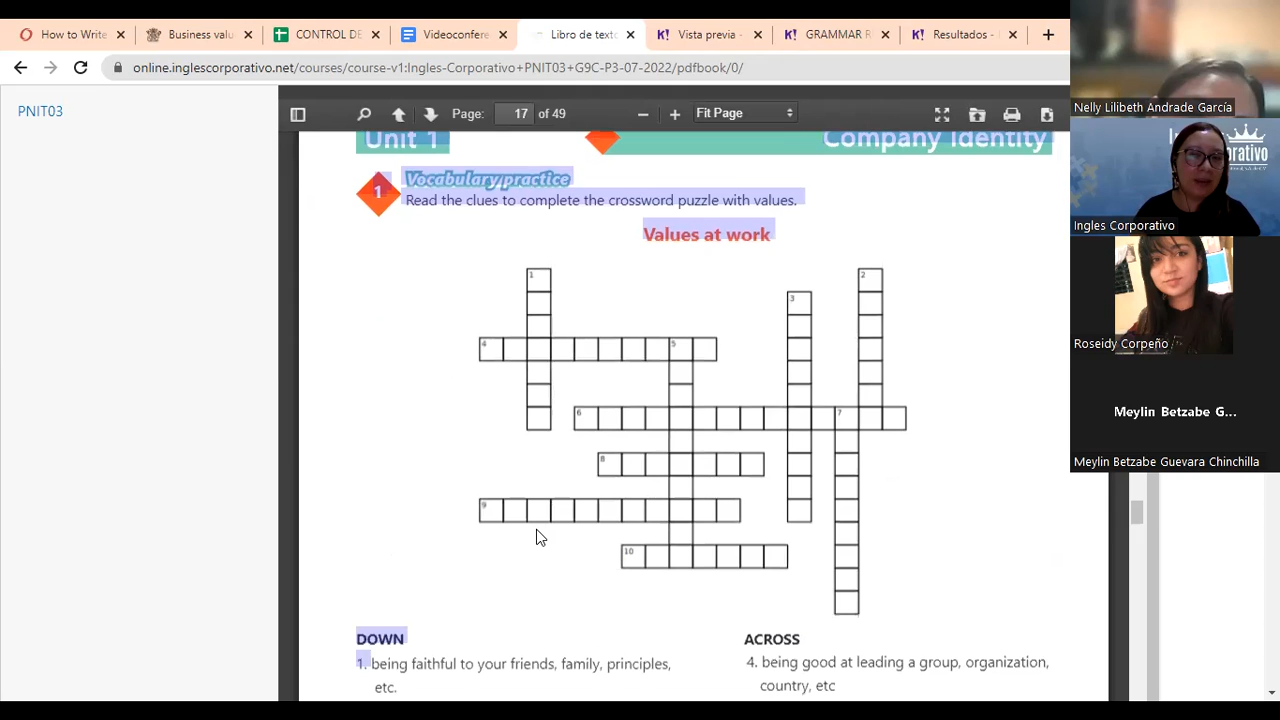 How to Write
Business valu
CONTROL DE
Videoconfere
Libro de texto
Vista previa -
GRAMMAR R
Resultados -
online.inglescorporativo.net/courses/course-v1:Ingles-Corporativo+PNIT03+G9C-P3-07-2022/pdfbook/0/
PNIT03
Page: 17 of 49
Fit Page
Unit 1
Company Identity
1
Vocabulary practice
Read the clues to complete the crossword puzzle with values.
Values at work
1
2
3
4
5
6
7
8
9
10
DOWN
1. being faithful to your friends, family, principles,
etc.
ACROSS
4. being good at leading a group, organization,
country, etc
Nelly Lilibeth Andrade García
Ingles Corporativo
Roseidy Corpeño
Meylin Betzabe G...
Meylin Betzabe Guevara Chinchilla